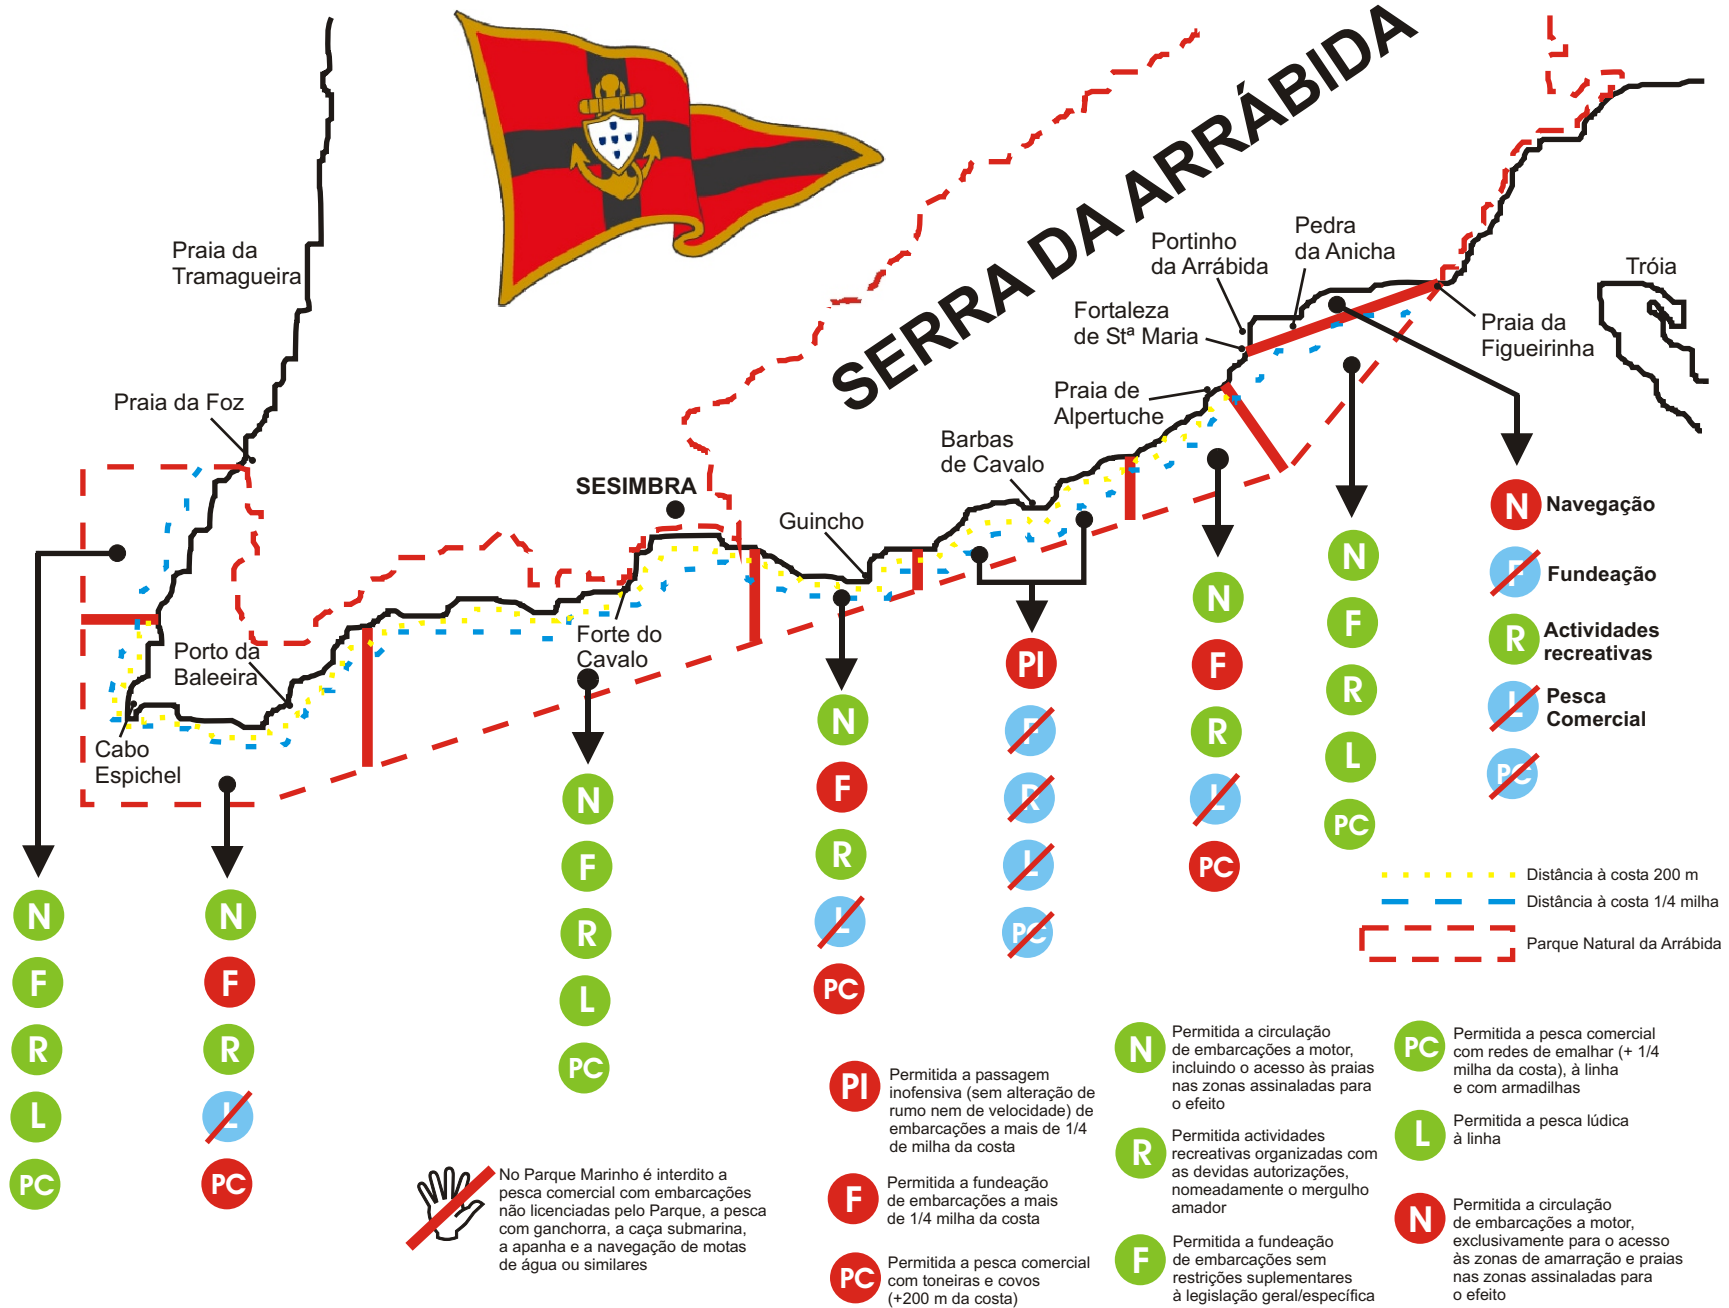 SERRA DA ARRÁBIDA
Praia da
Tramagueira
Praia da Foz
Portinho
da Arrábida
Pedra
da Anicha
Fortaleza
de Stª Maria
Tróia
Praia da
Figueirinha
Praia de
Alpertuche
Barbas
de Cavalo
SESIMBRA
Guincho
Forte do
Cavalo
Porto da
Baleeira
Cabo
Espichel
N
F
R
L
PC
N
F
R
L
PC
N
F
R
L
PC
N
F
R
L
PC
PI
F
R
L
PC
N
F
R
L
PC
N
F
R
L
PC
N Navegação
F Fundeação
R Actividades
recreativas
L Pesca
Comercial
PC
Distância à costa 200 m
Distância à costa 1/4 milha
Parque Natural da Arrábida
No Parque Marinho é interdito a
pesca comercial com embarcações
não licenciadas pelo Parque, a pesca
com ganchorra, a caça submarina,
a apanha e a navegação de motas
de água ou similares
PI
Permitida a passagem
inofensiva (sem alteração de
rumo nem de velocidade) de
embarcações a mais de 1/4
de milha da costa
F
Permitida a fundeação
de embarcações a mais
de 1/4 milha da costa
PC
Permitida a pesca comercial
com toneiras e covos
(+200 m da costa)
N
Permitida a circulação
de embarcações a motor,
incluindo o acesso às praias
nas zonas assinaladas para
o efeito
R
Permitida actividades
recreativas organizadas com
as devidas autorizações,
nomeadamente o mergulho
amador
F
Permitida a fundeação
de embarcações sem
restrições suplementares
à legislação geral/específica
PC
Permitida a pesca comercial
com redes de emalhar (+ 1/4
milha da costa), à linha
e com armadilhas
L
Permitida a pesca lúdica
à linha
N
Permitida a circulação
de embarcações a motor,
exclusivamente para o acesso
às zonas de amarração e praias
nas zonas assinaladas para
o efeito